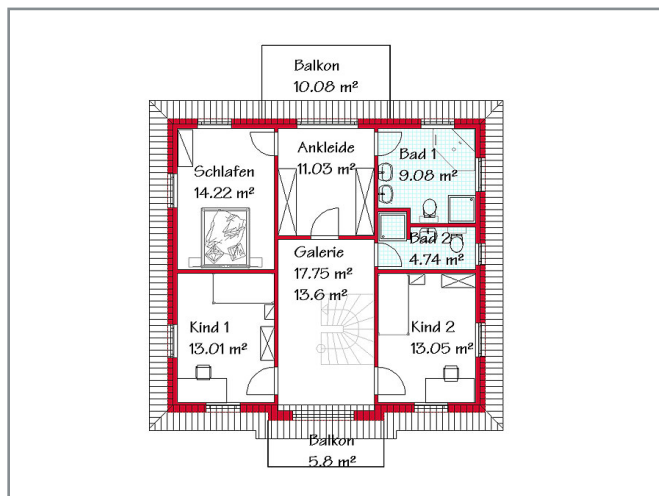 Balkon
10.08 m²
Ankleide
11.03 m²
Bad 1
9.08 m²
Schlafen
14.22 m²
Bad 2
4.74 m²
Galerie
17.75 m²
13.6 m²
Kind 1
13.01 m²
Kind 2
13.05 m²
Balkon
5.8 m²